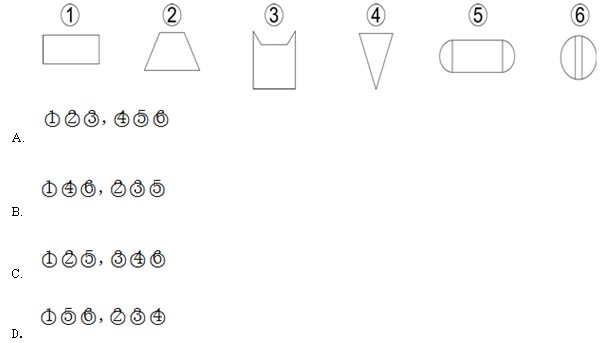 ① ② ③ ④ ⑤ ⑥
A. ①②③,④⑤⑥
B. ①④⑥,②③⑤
C. ①②⑤,③④⑥
D. ①⑤⑥,②③④